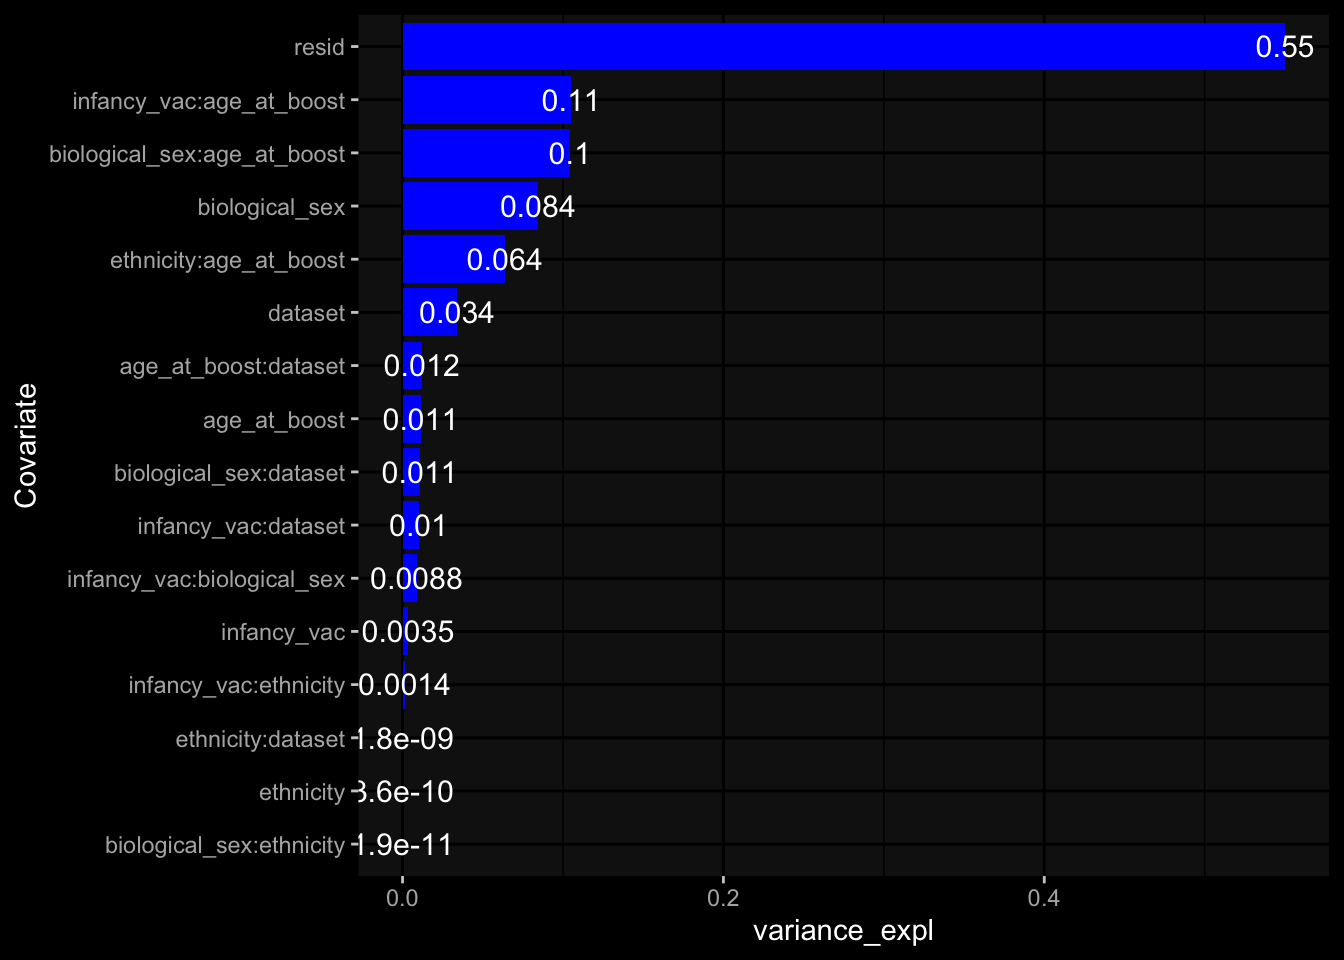 resid 0.55
infancy_vac:age_at_boost 0.11
biological_sex:age_at_boost 0.1
biological_sex 0.084
ethnicity:age_at_boost 0.064
dataset 0.034
age_at_boost:dataset 0.012
age_at_boost 0.011
biological_sex:dataset 0.011
infancy_vac:dataset 0.01
infancy_vac:biological_sex 0.0088
infancy_vac 0.0035
infancy_vac:ethnicity 0.0014
ethnicity:dataset 1.8e-09
ethnicity 3.6e-10
biological_sex:ethnicity 1.9e-11
Covariate
0.0 0.2 0.4
variance_expl